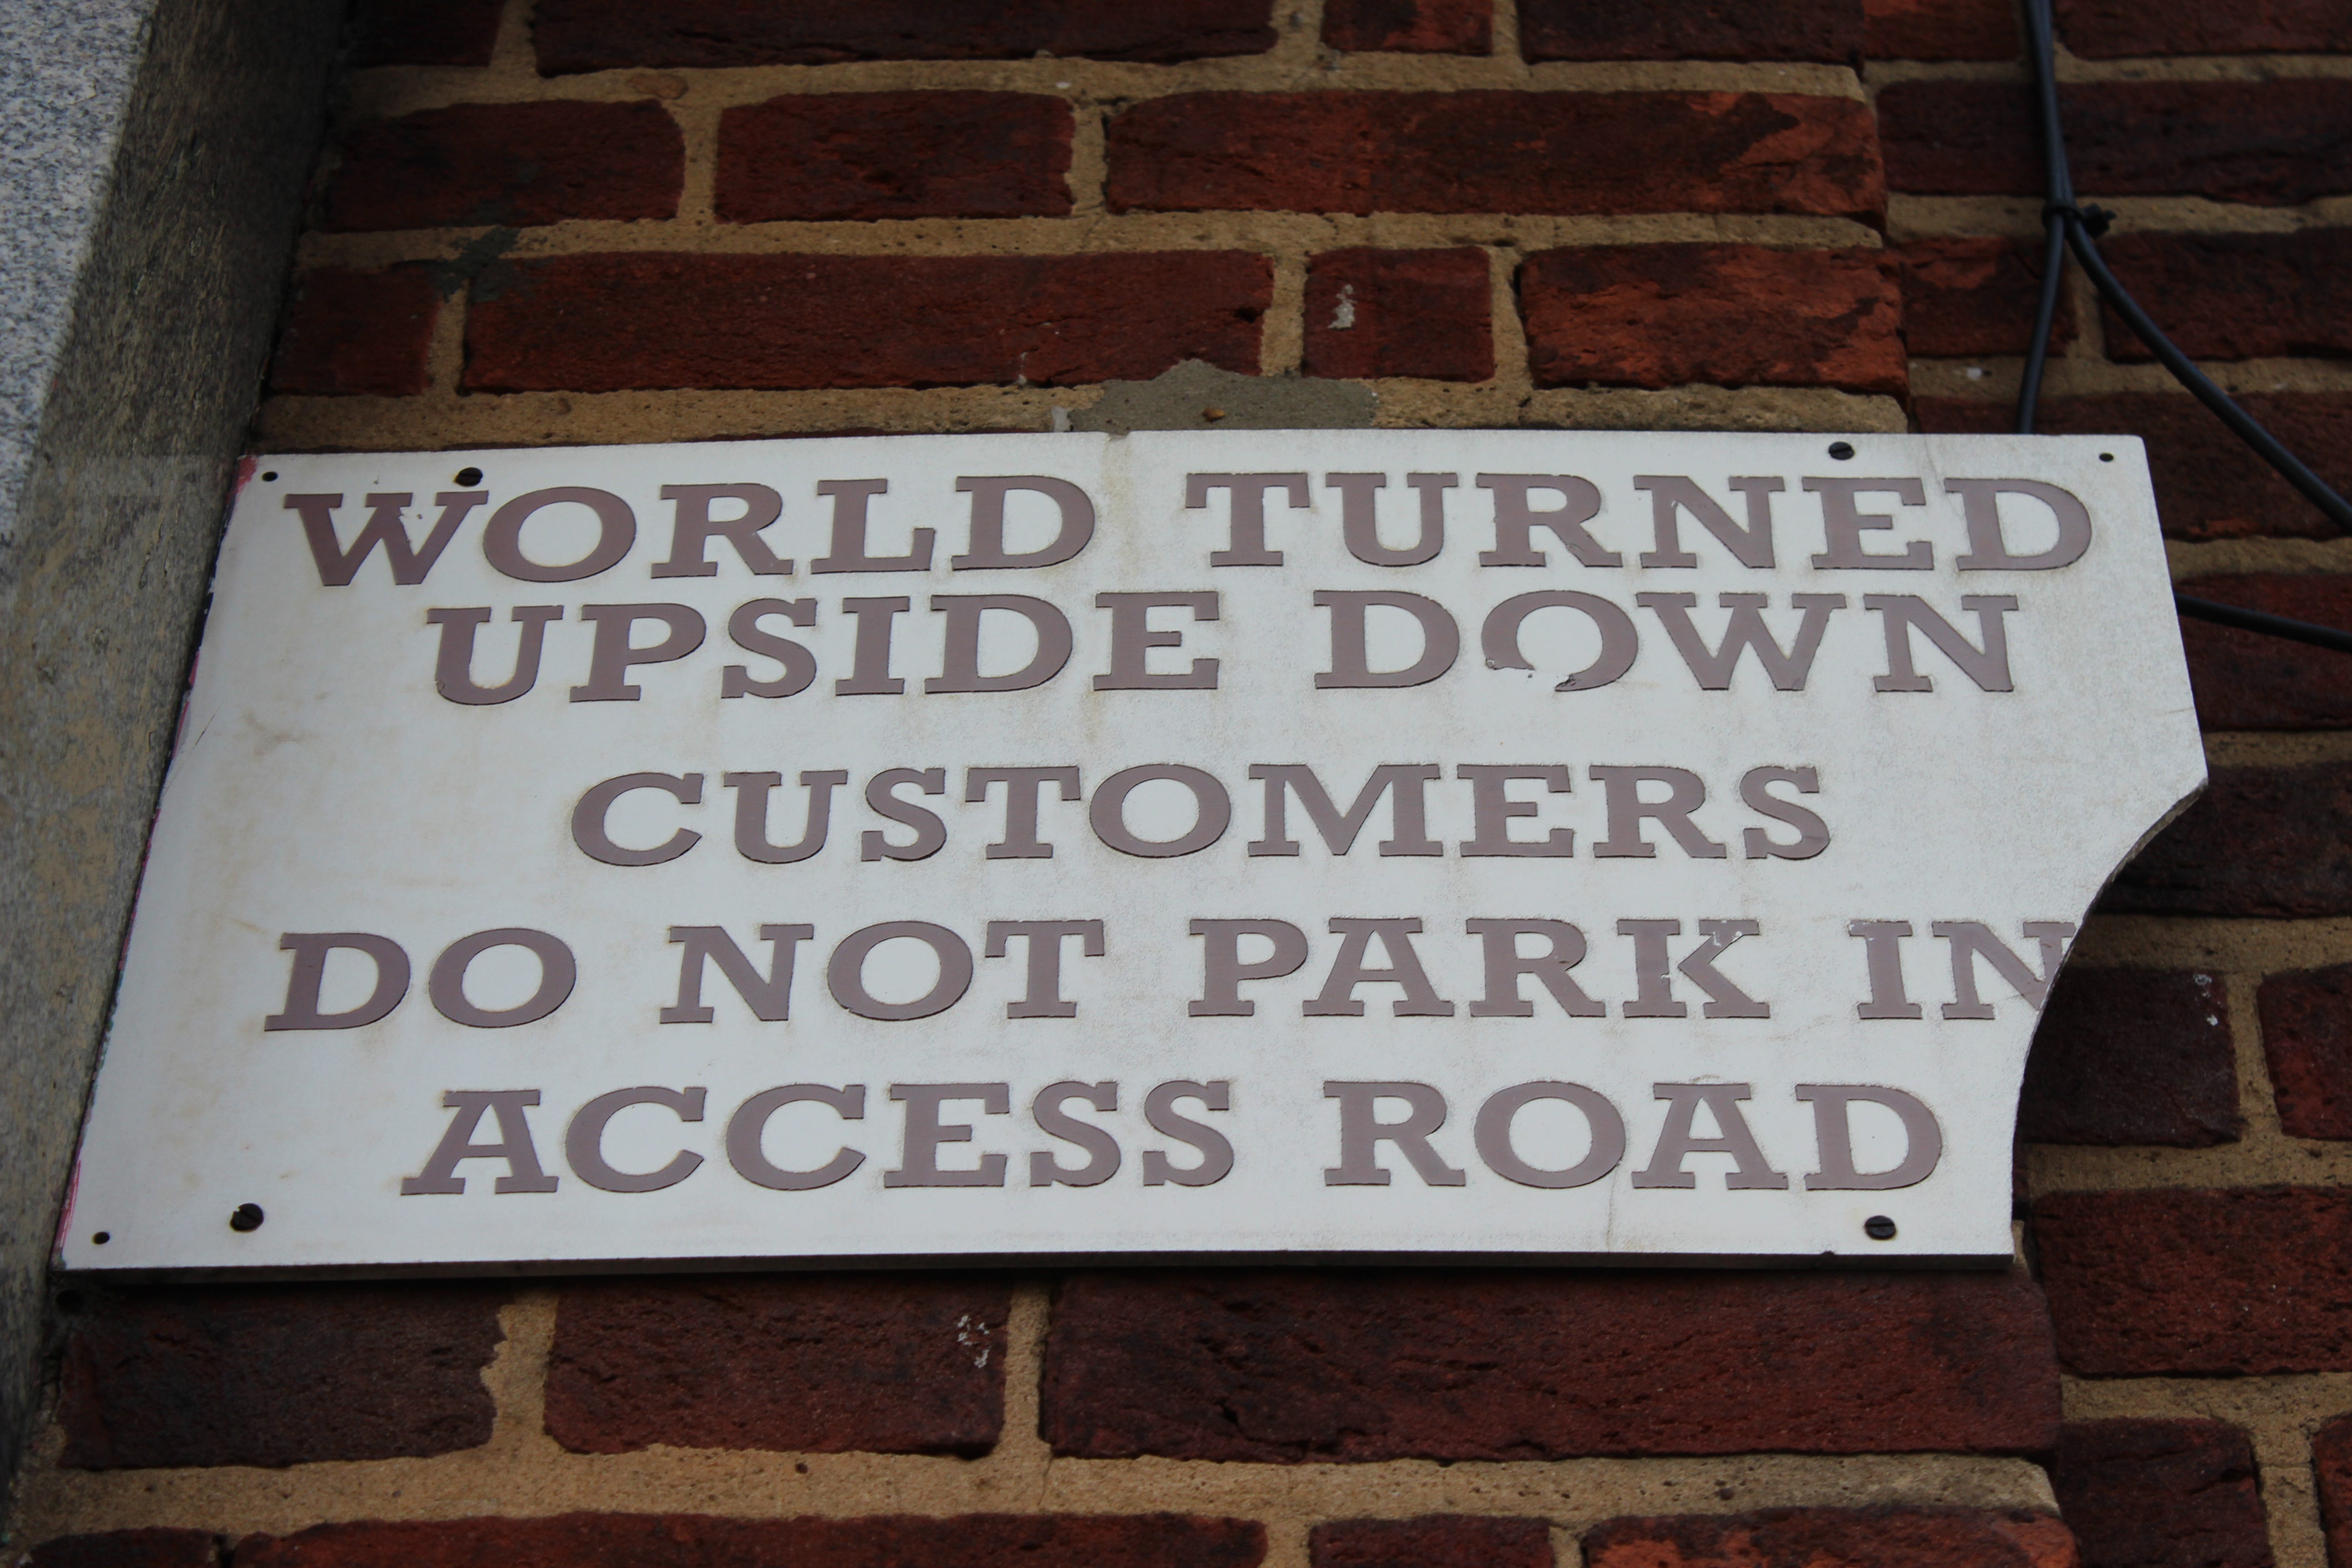 WORLD TURNED
UPSIDE DOWN
CUSTOMERS
DO NOT PARK IN
ACCESS ROAD